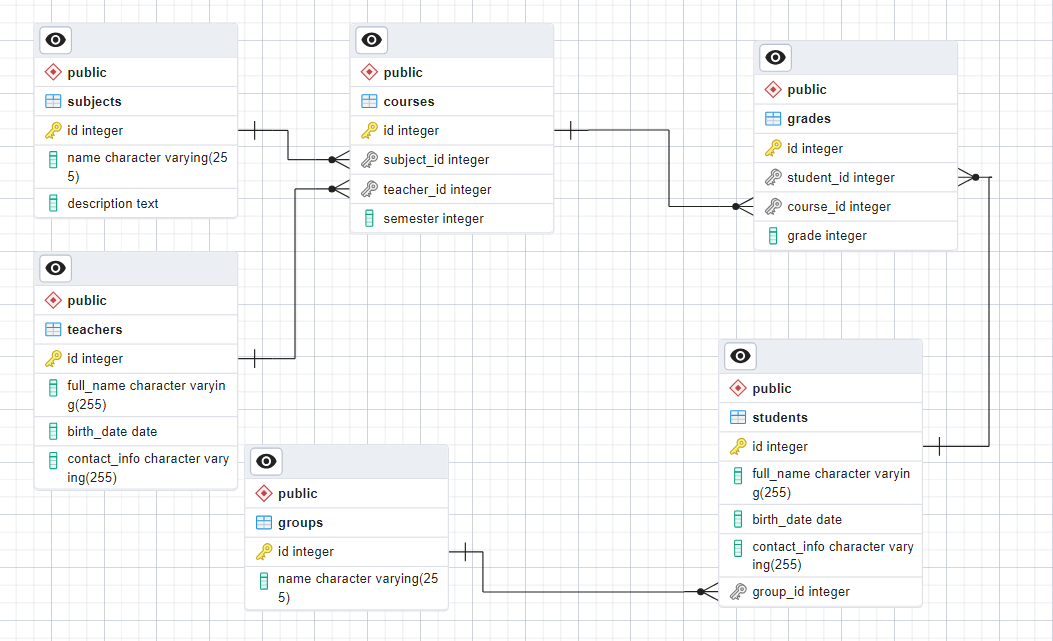 public
subjects
id integer
name character varying(25
5)
description text
public
courses
id integer
subject_id integer
teacher_id integer
semester integer
public
grades
id integer
student_id integer
course_id integer
grade integer
public
teachers
id integer
full_name character varyin
g(255)
birth_date date
contact_info character vary
ing(255)
public
groups
id integer
name character varying(25
5)
public
students
id integer
full_name character varyin
g(255)
birth_date date
contact_info character vary
ing(255)
group_id integer